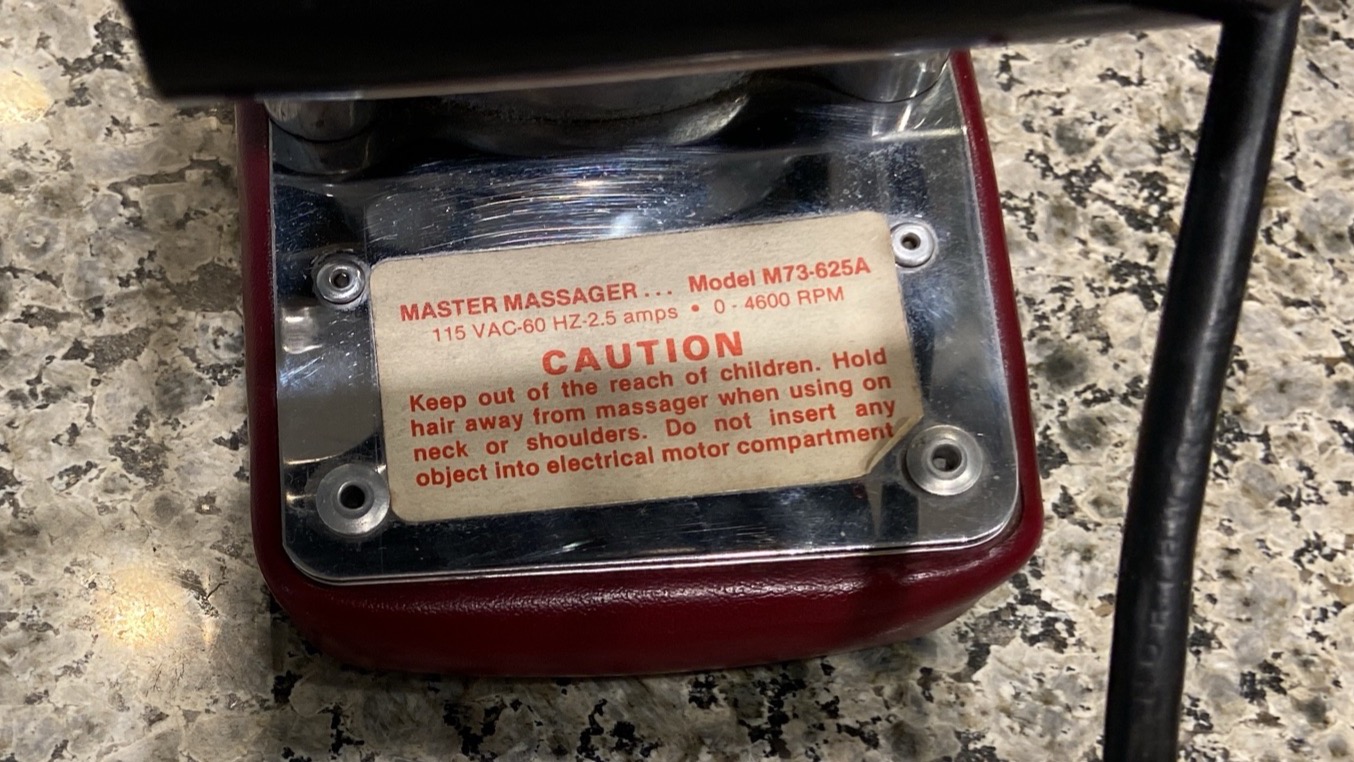 MASTER MASSAGER... Model M73-625A
115 VAC-60 HZ-2.5 amps • 0 - 4600 RPM
CAUTION
Keep out of the reach of children. Hold
hair away from massager when using on
neck or shoulders. Do not insert any
object into electrical motor compartment